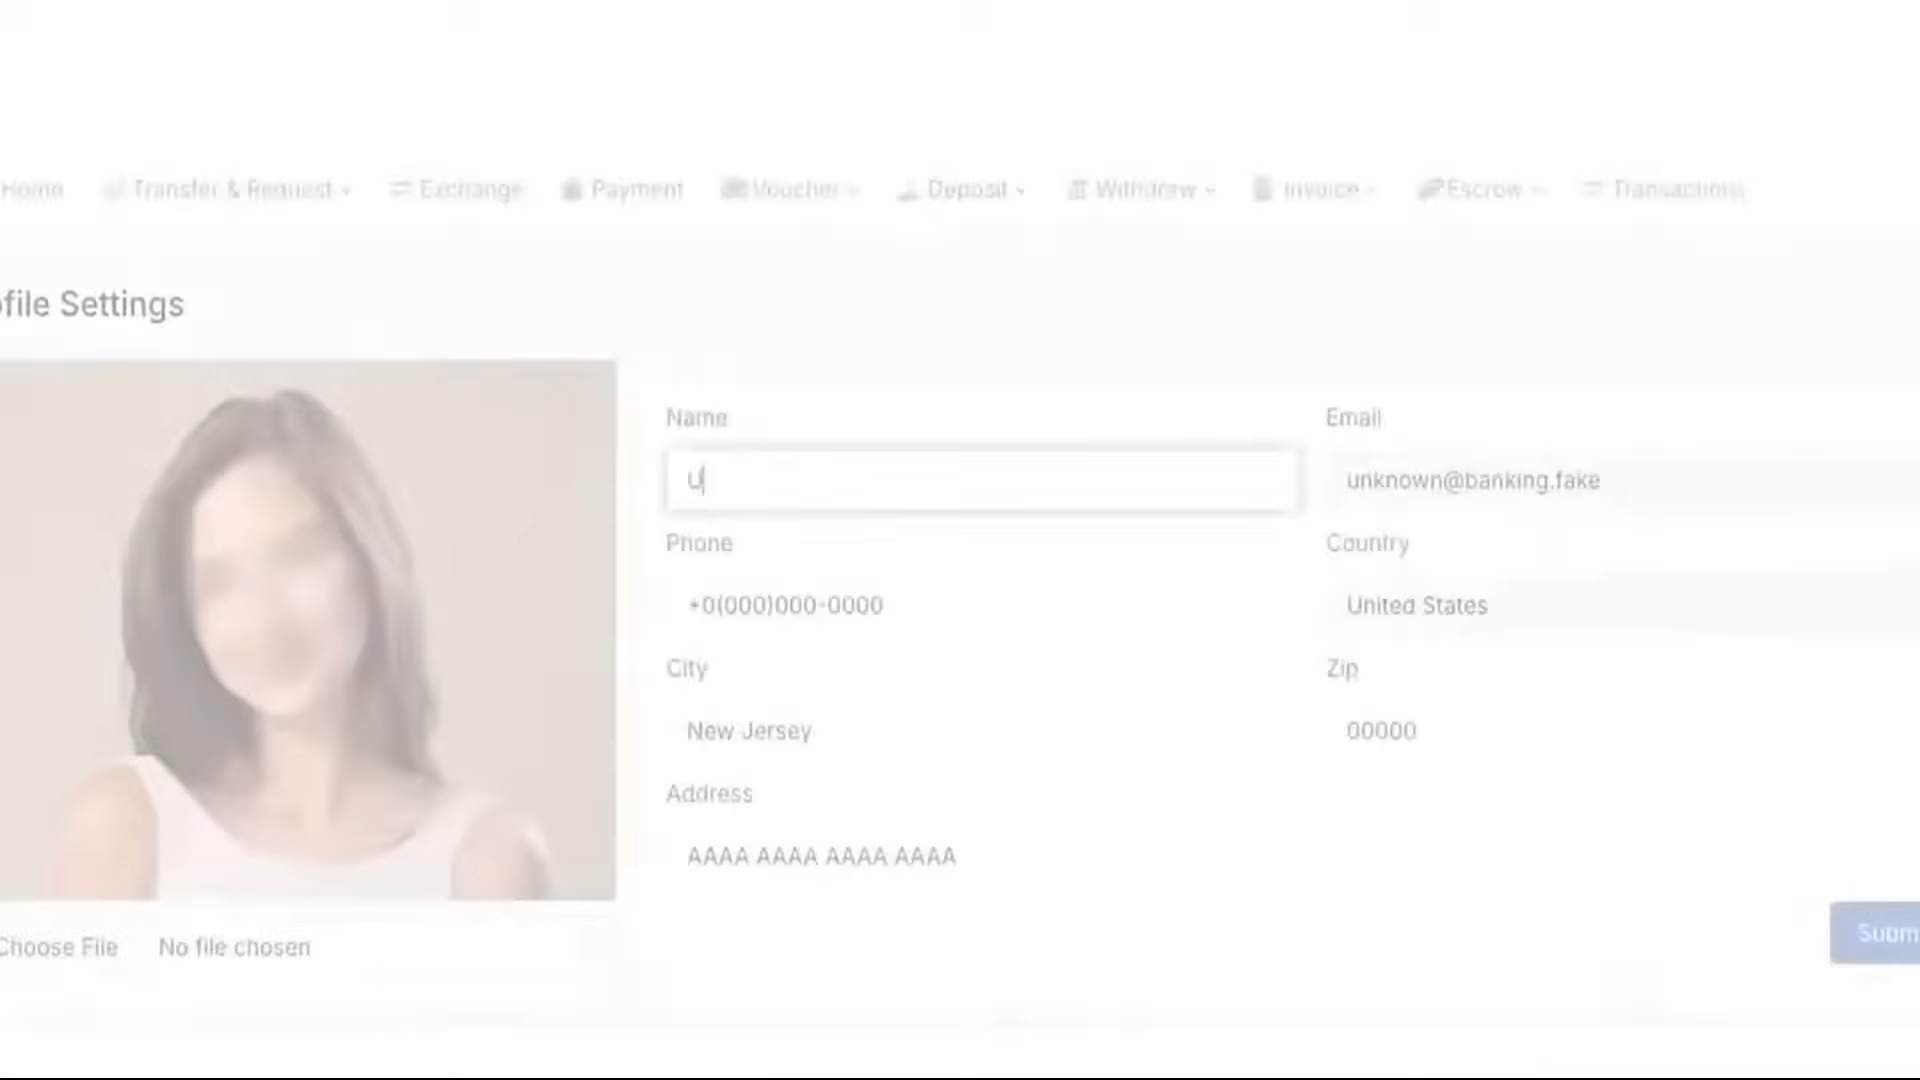 Home Transfer & Request Exchange Payment Voucher Deposit Withdraw Invoice Escrow Transactions
ofile Settings
Name
Email
U
unknown@banking.fake
Phone
Country
+0(000)000-0000
United States
City
Zip
New Jersey
00000
Address
AAAA AAAA AAAA AAAA
Choose File No file chosen
Subm